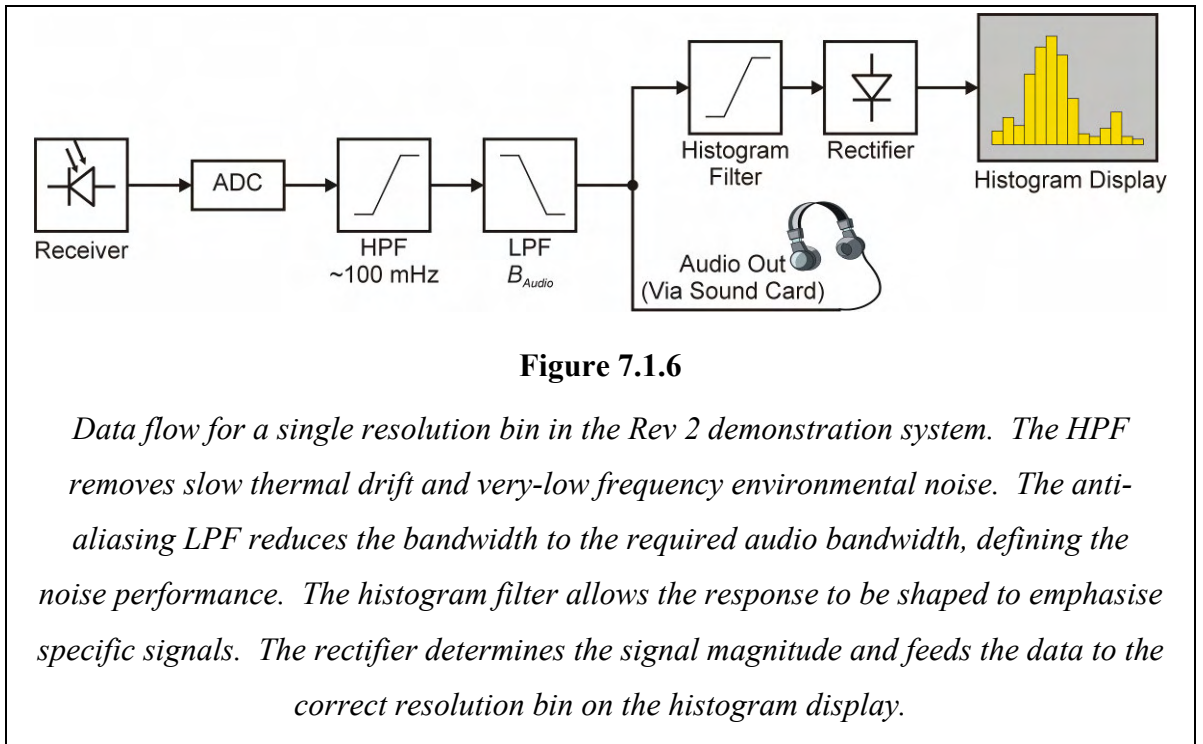 ADC
Receiver
HPF
~100 mHz
LPF
B_Audio
Histogram
Filter
Rectifier
Histogram Display
Audio Out
(Via Sound Card)
Figure 7.1.6
Data flow for a single resolution bin in the Rev 2 demonstration system. The HPF
removes slow thermal drift and very-low frequency environmental noise. The anti-
aliasing LPF reduces the bandwidth to the required audio bandwidth, defining the
noise performance. The histogram filter allows the response to be shaped to emphasise
specific signals. The rectifier determines the signal magnitude and feeds the data to the
correct resolution bin on the histogram display.